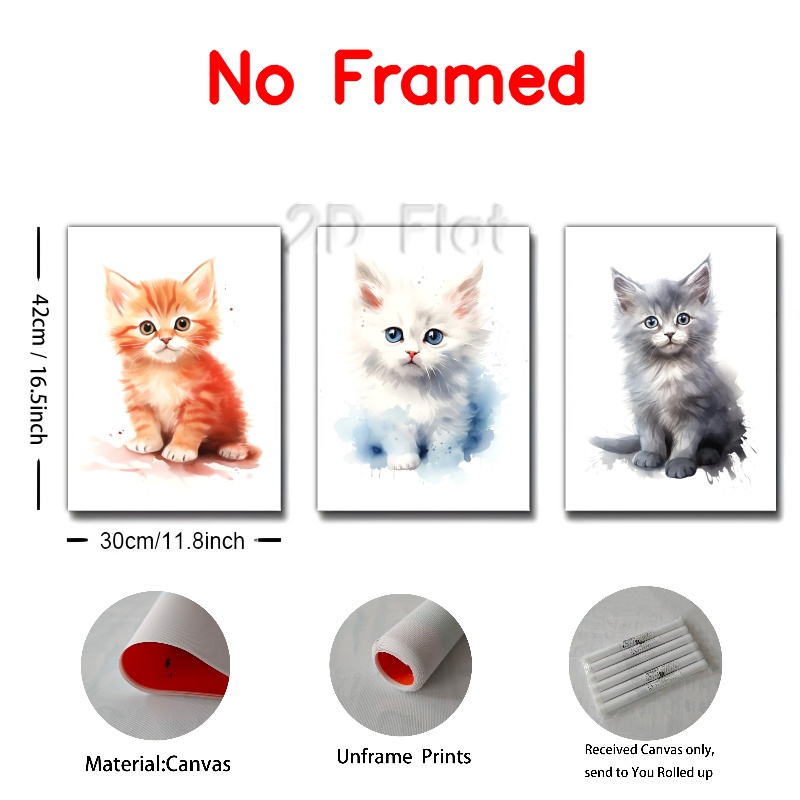 No Framed
2D Flat
42cm / 16.5inch
30cm/11.8inch
Material:Canvas
Unframe Prints
Received Canvas only,
send to You Rolled up